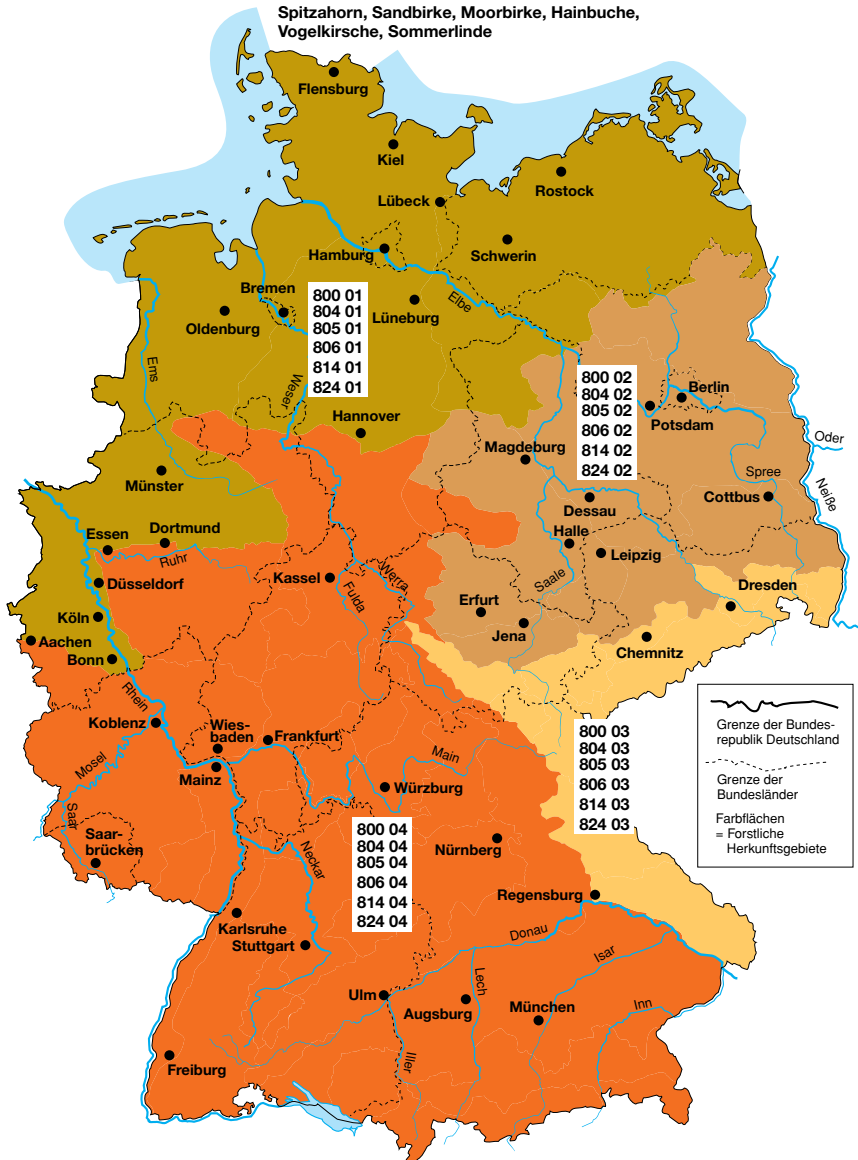 Spitzahorn, Sandbirke, Moorbirke, Hainbuche,
Vogelkirsche, Sommerlinde
Flensburg
Kiel
Rostock
Lübeck
Schwerin
Hamburg
Bremen
Lüneburg
Elbe
Oldenburg
800 01
804 01
805 01
806 01
814 01
824 01
Ems
Weser
Hannover
800 02
804 02
805 02
806 02
814 02
824 02
Berlin
Potsdam
Oder
Magdeburg
Münster
Spree
Neiße
Cottbus
Dessau
Essen
Dortmund
Ruhr
Halle
Leipzig
Düsseldorf
Kassel
Werra
Fulda
Saale
Dresden
Erfurt
Köln
Jena
Chemnitz
Aachen
Bonn
Rhein
Koblenz
Wies-
baden
Frankfurt
Mosel
Mainz
Main
Würzburg
800 03
804 03
805 03
806 03
814 03
824 03
Grenze der Bundes-
republik Deutschland
Grenze der
Bundesländer
Farbflächen
= Forstliche
Herkunftsgebiete
Saar
Saar-
brücken
800 04
804 04
805 04
806 04
814 04
824 04
Neckar
Nürnberg
Regensburg
Karlsruhe
Stuttgart
Donau
Isar
Lech
Ulm
Augsburg
München
Inn
Iller
Freiburg